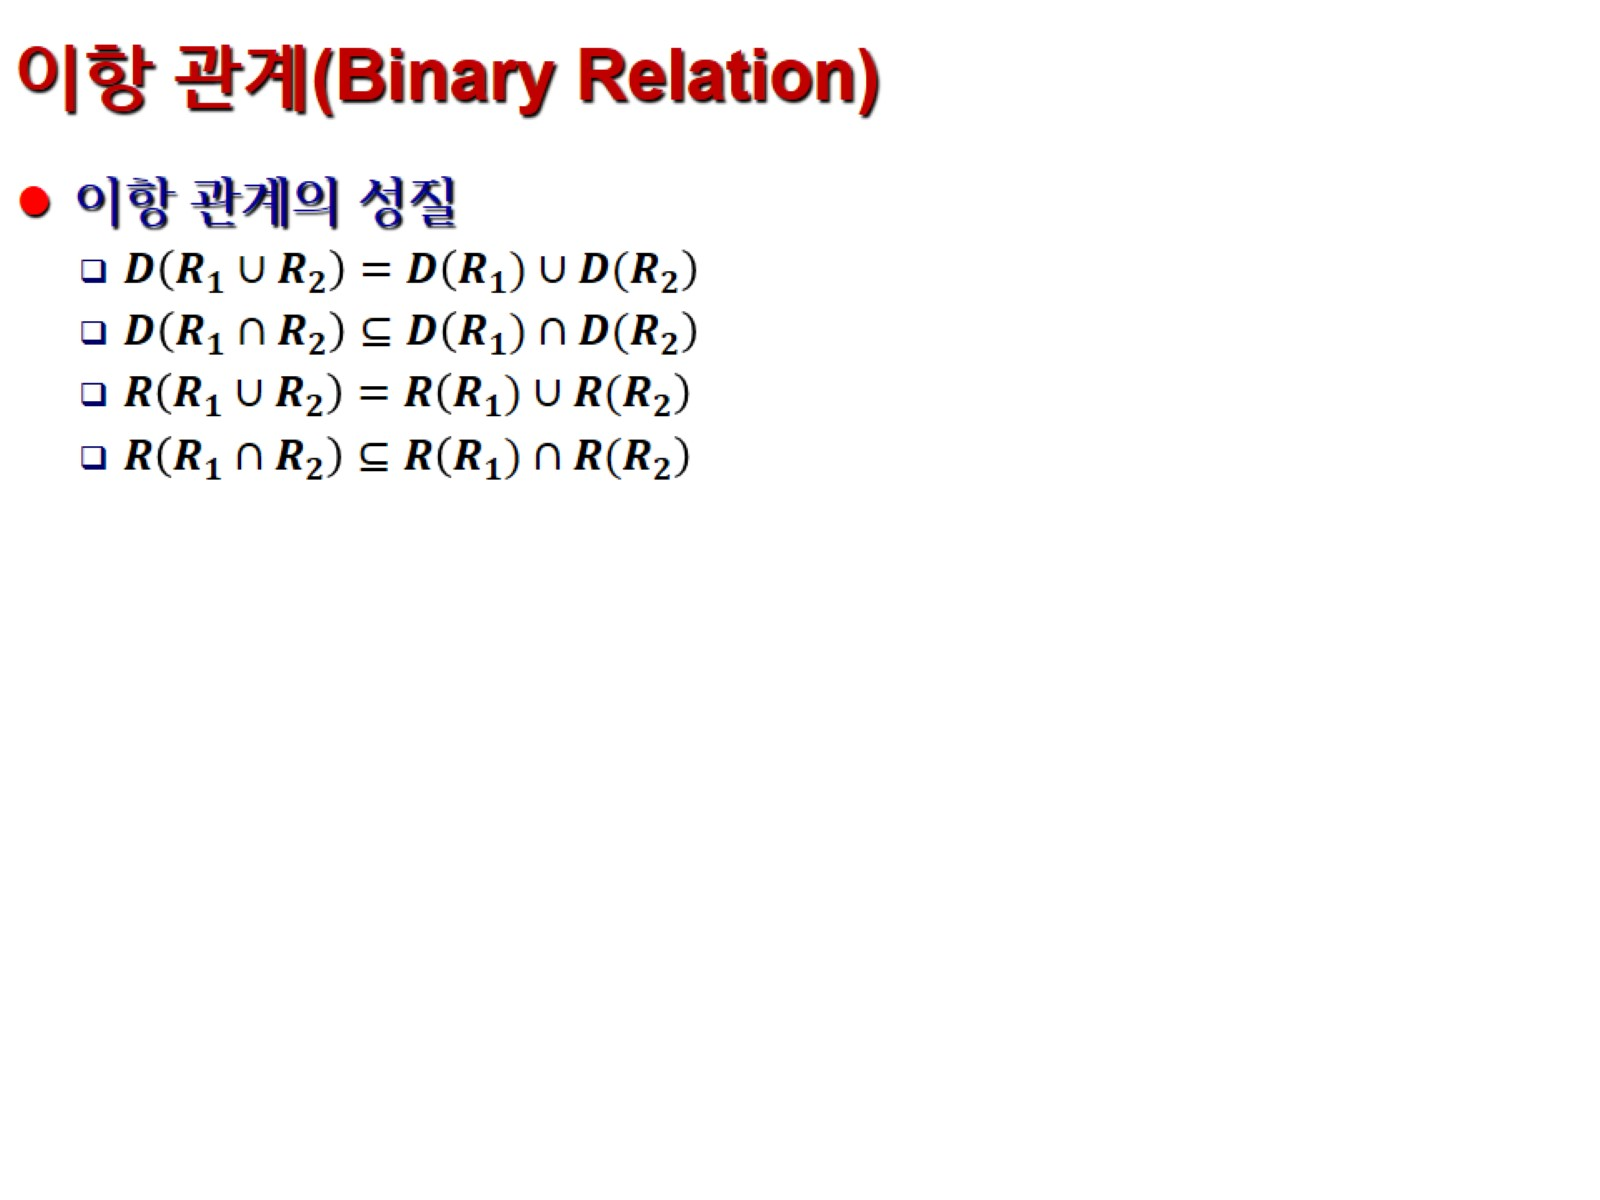 이항 관계(Binary Relation)
● 이항 관계의 성질
❑ D(R₁ ∪ R₂) = D(R₁) ∪ D(R₂)
❑ D(R₁ ∩ R₂) ⊆ D(R₁) ∩ D(R₂)
❑ R(R₁ ∪ R₂) = R(R₁) ∪ R(R₂)
❑ R(R₁ ∩ R₂) ⊆ R(R₁) ∩ R(R₂)